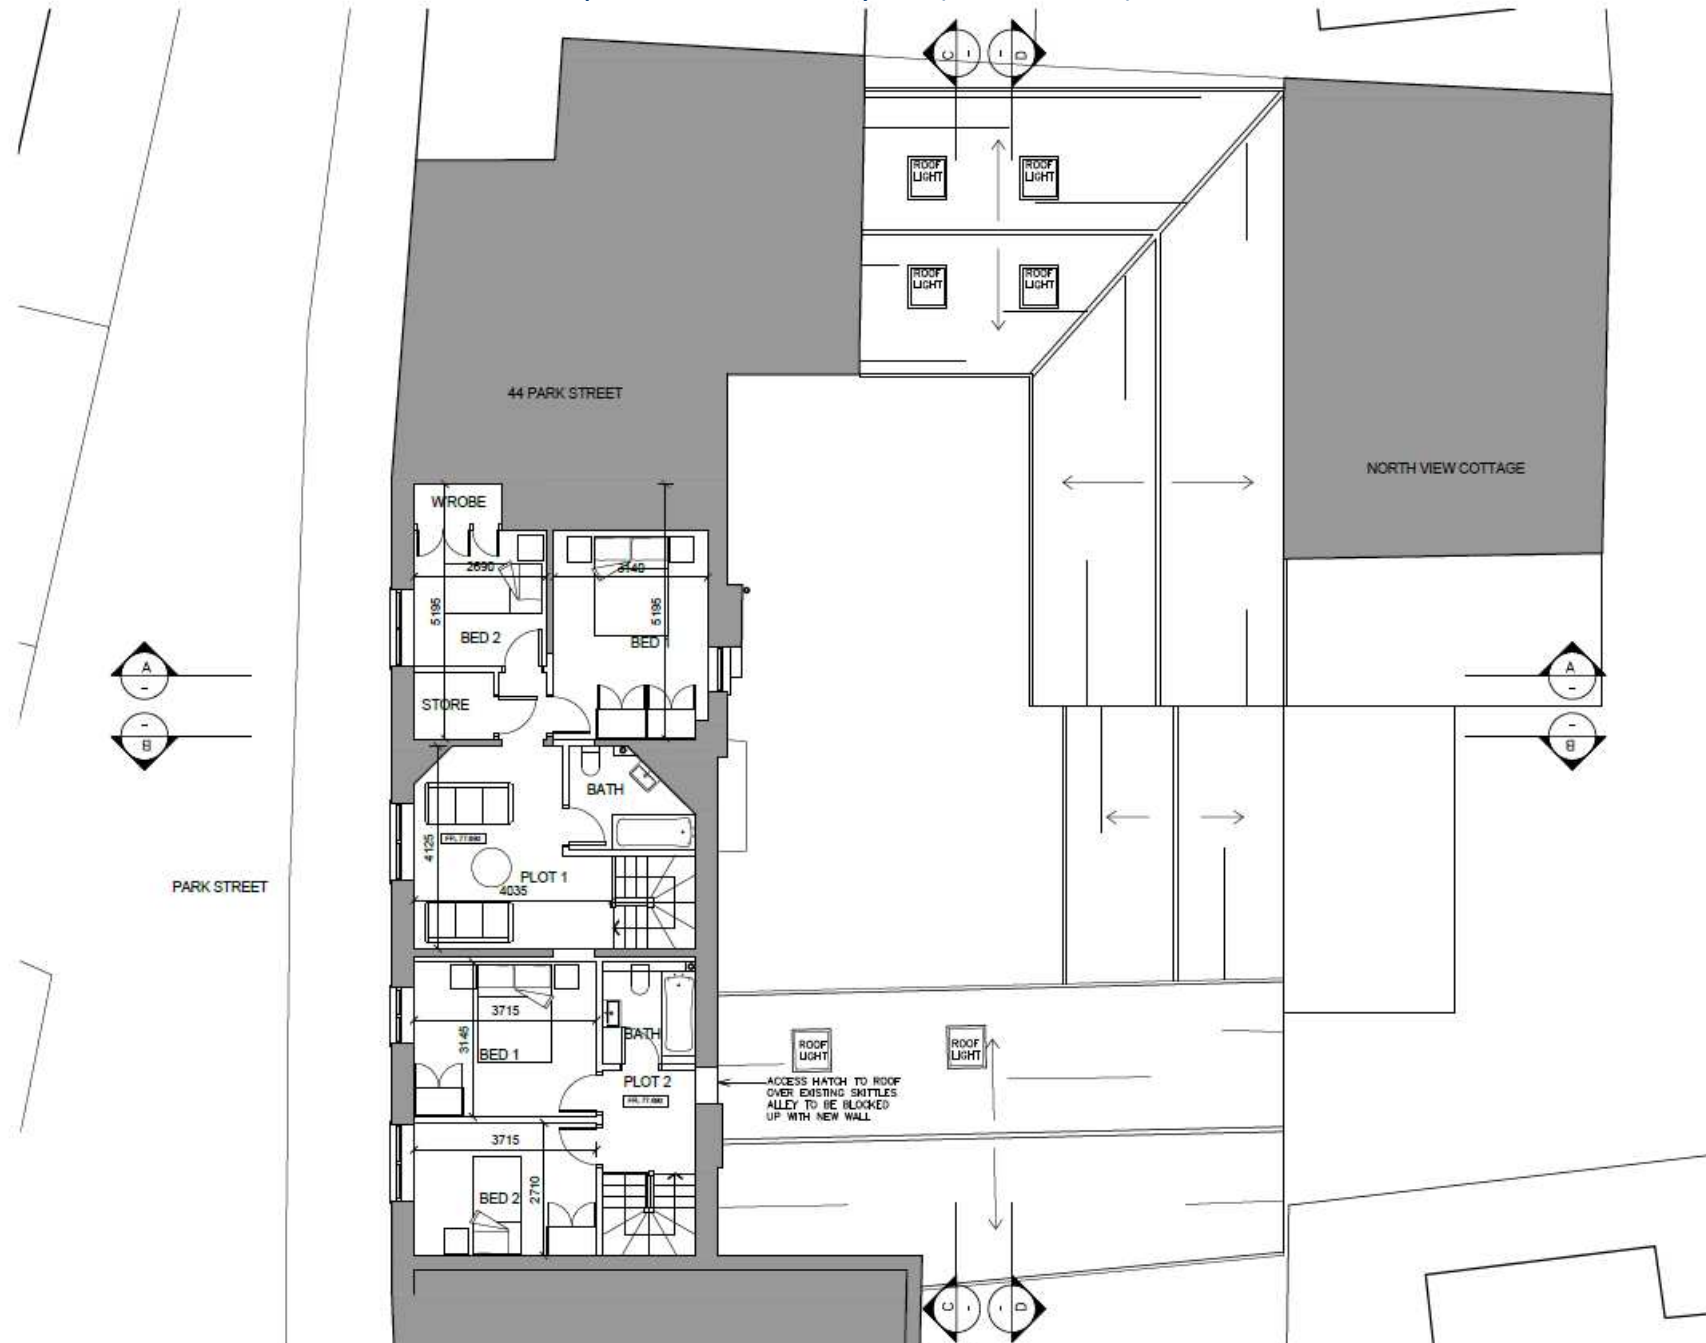 C
-
-
D
ROOF
LIGHT
ROOF
LIGHT
ROOF
LIGHT
ROOF
LIGHT
44 PARK STREET
NORTH VIEW COTTAGE
W'ROBE
2690
3140
5195
5195
BED 2
BED 1
A
-
A
-
STORE
-
B
-
B
BATH
4125
PLOT 1
4035
PARK STREET
3715
3145
BED 1
BATH
ROOF
LIGHT
ROOF
LIGHT
PLOT 2
ACCESS HATCH TO ROOF
OVER EXISTING SKITTLES
ALLEY TO BE BLOCKED
UP WITH NEW WALL
3715
BED 2
2710
C
-
-
D